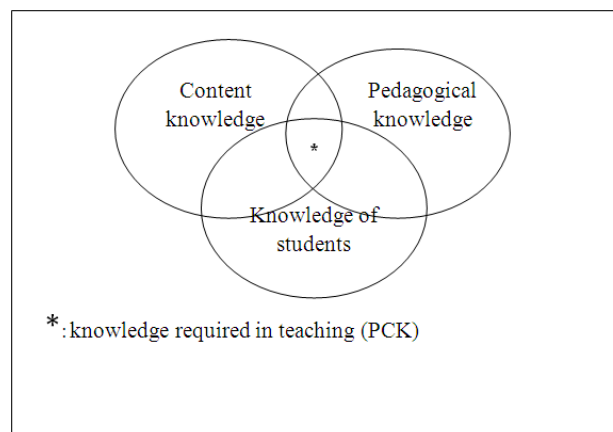 Content
knowledge
Pedagogical
knowledge
*
Knowledge of
students
*:knowledge required in teaching (PCK)